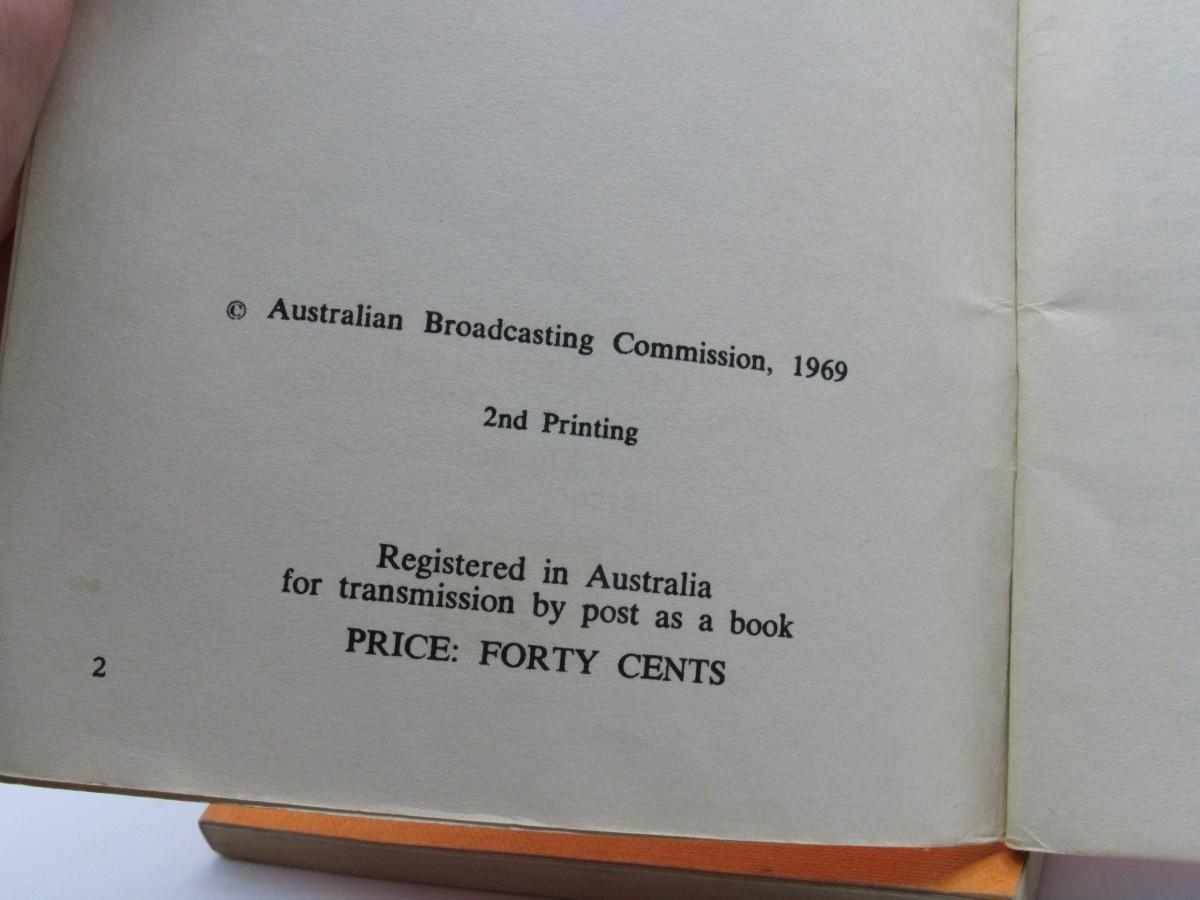 © Australian Broadcasting Commission, 1969
2nd Printing
Registered in Australia
for transmission by post as a book
PRICE: FORTY CENTS
2